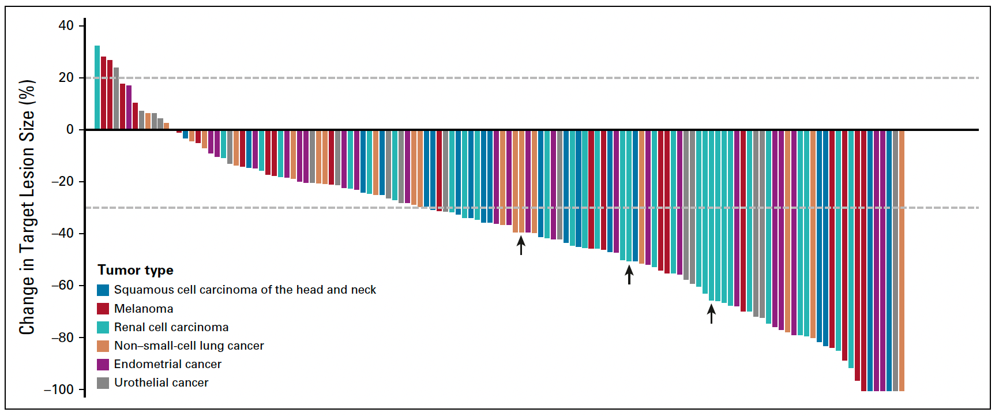 Change in Target Lesion Size (%)
40
20
0
–20
–40
–60
–80
–100
Tumor type
Squamous cell carcinoma of the head and neck
Melanoma
Renal cell carcinoma
Non–small-cell lung cancer
Endometrial cancer
Urothelial cancer